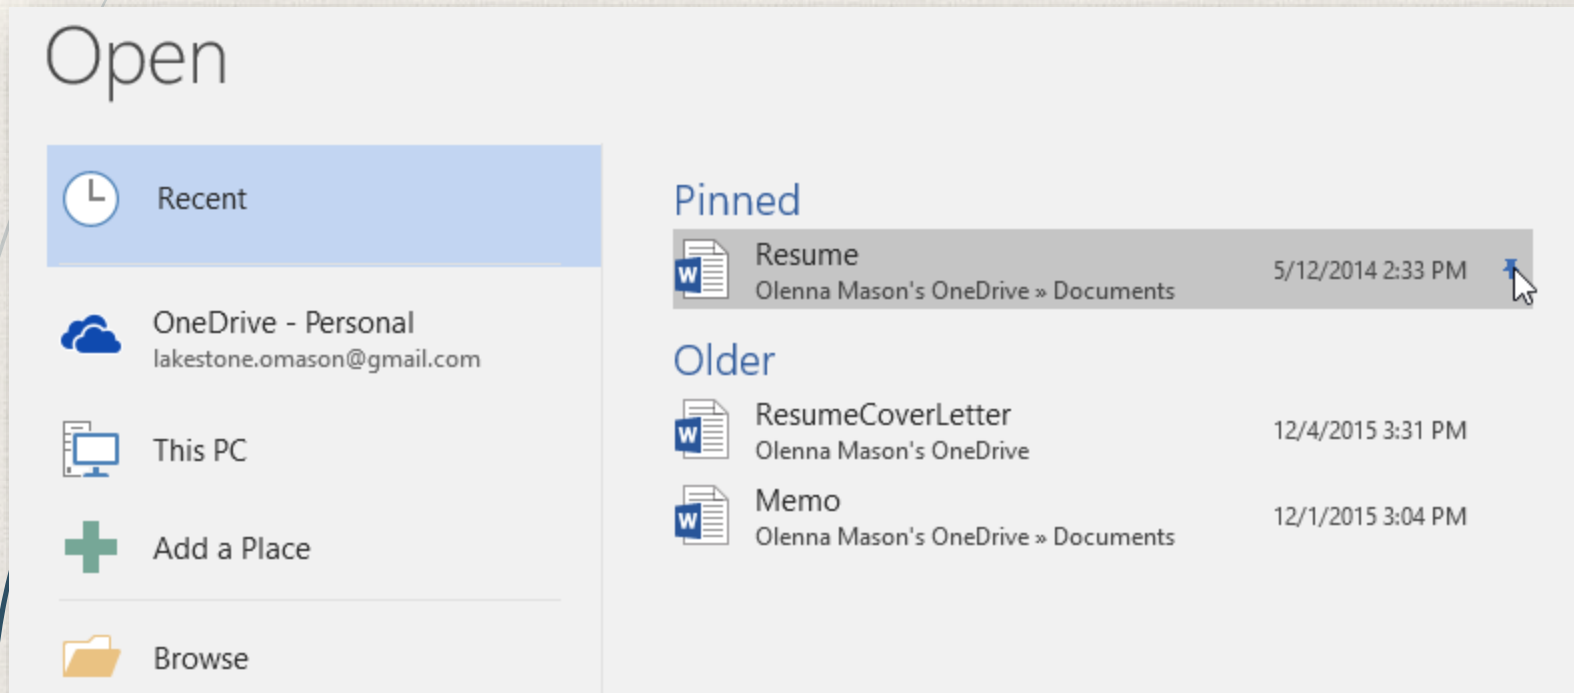 Open
Recent
OneDrive - Personal
lakestone.omason@gmail.com
This PC
Add a Place
Browse
Pinned
Resume
5/12/2014 2:33 PM
Olenna Mason's OneDrive » Documents
Older
ResumeCoverLetter
12/4/2015 3:31 PM
Olenna Mason's OneDrive
Memo
12/1/2015 3:04 PM
Olenna Mason's OneDrive » Documents